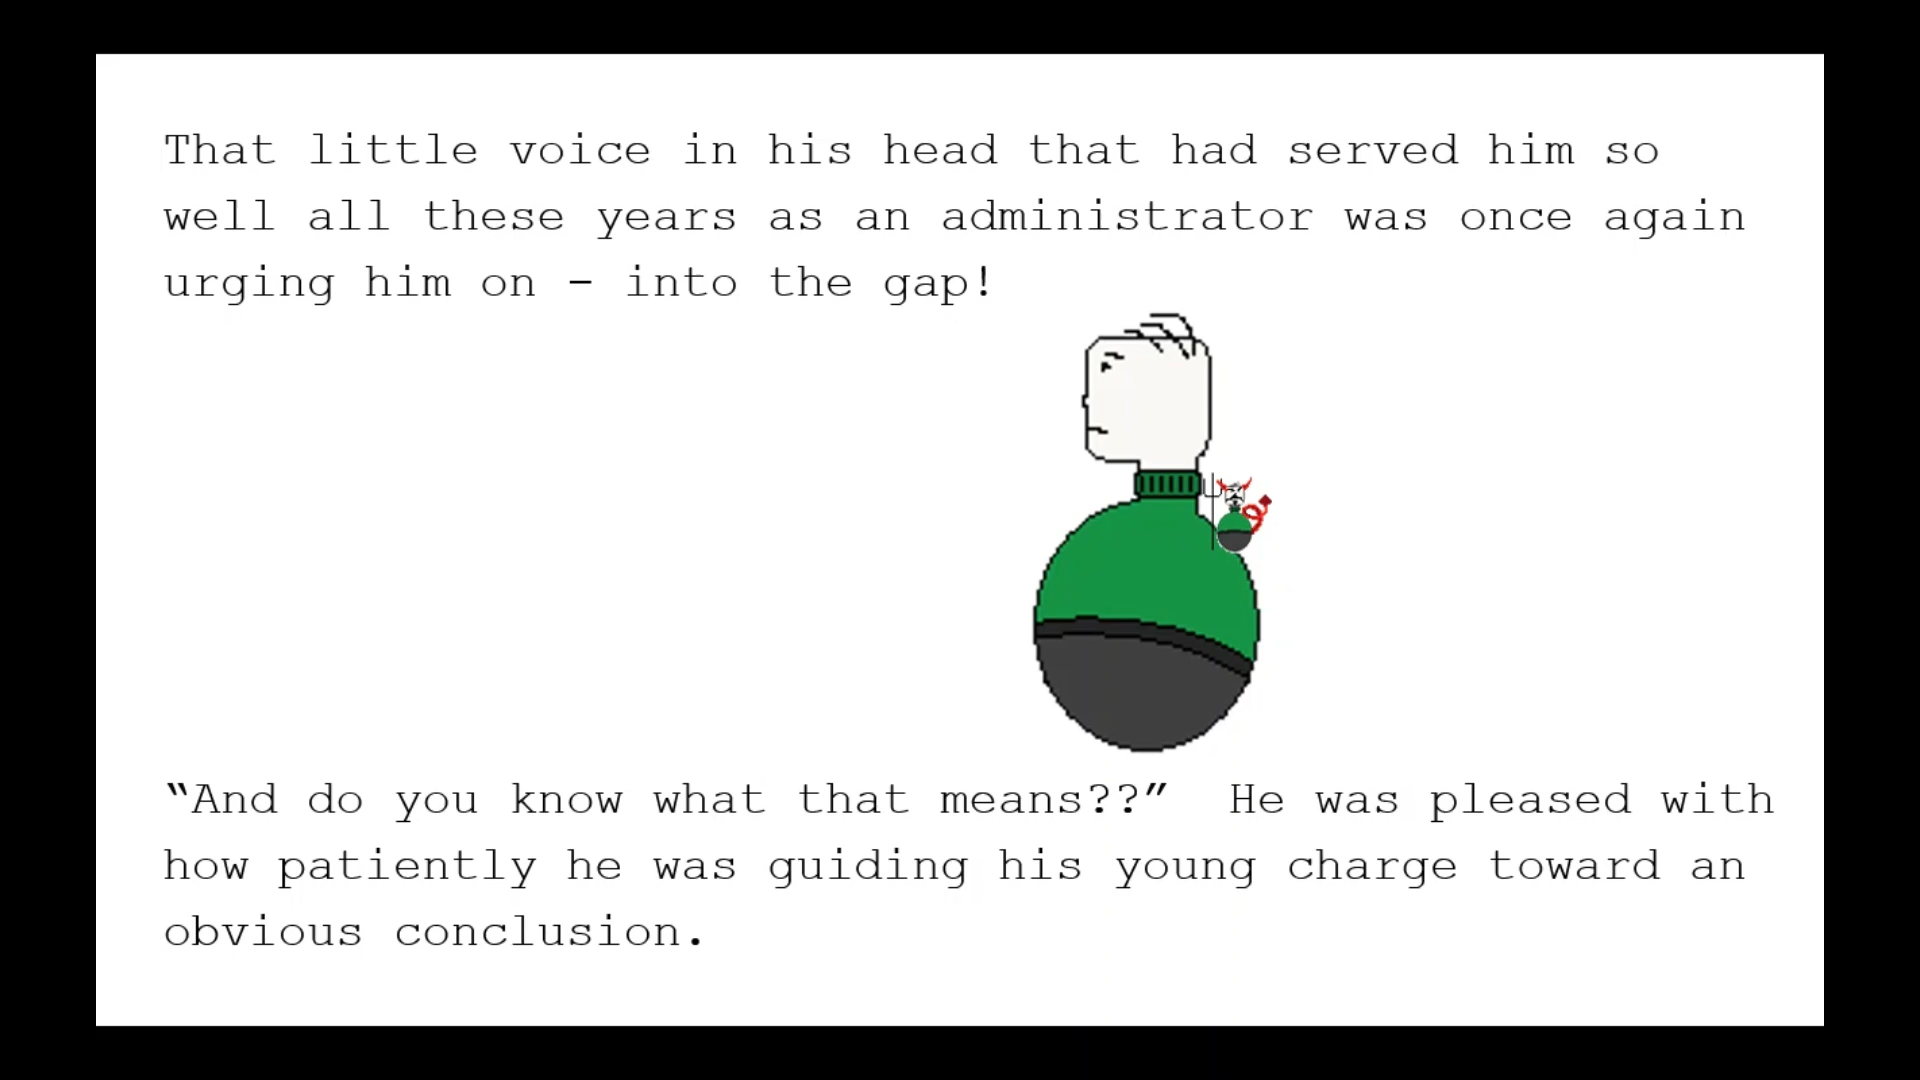 That little voice in his head that had served him so
well all these years as an administrator was once again
urging him on – into the gap!
“And do you know what that means??”  He was pleased with
how patiently he was guiding his young charge toward an
obvious conclusion.